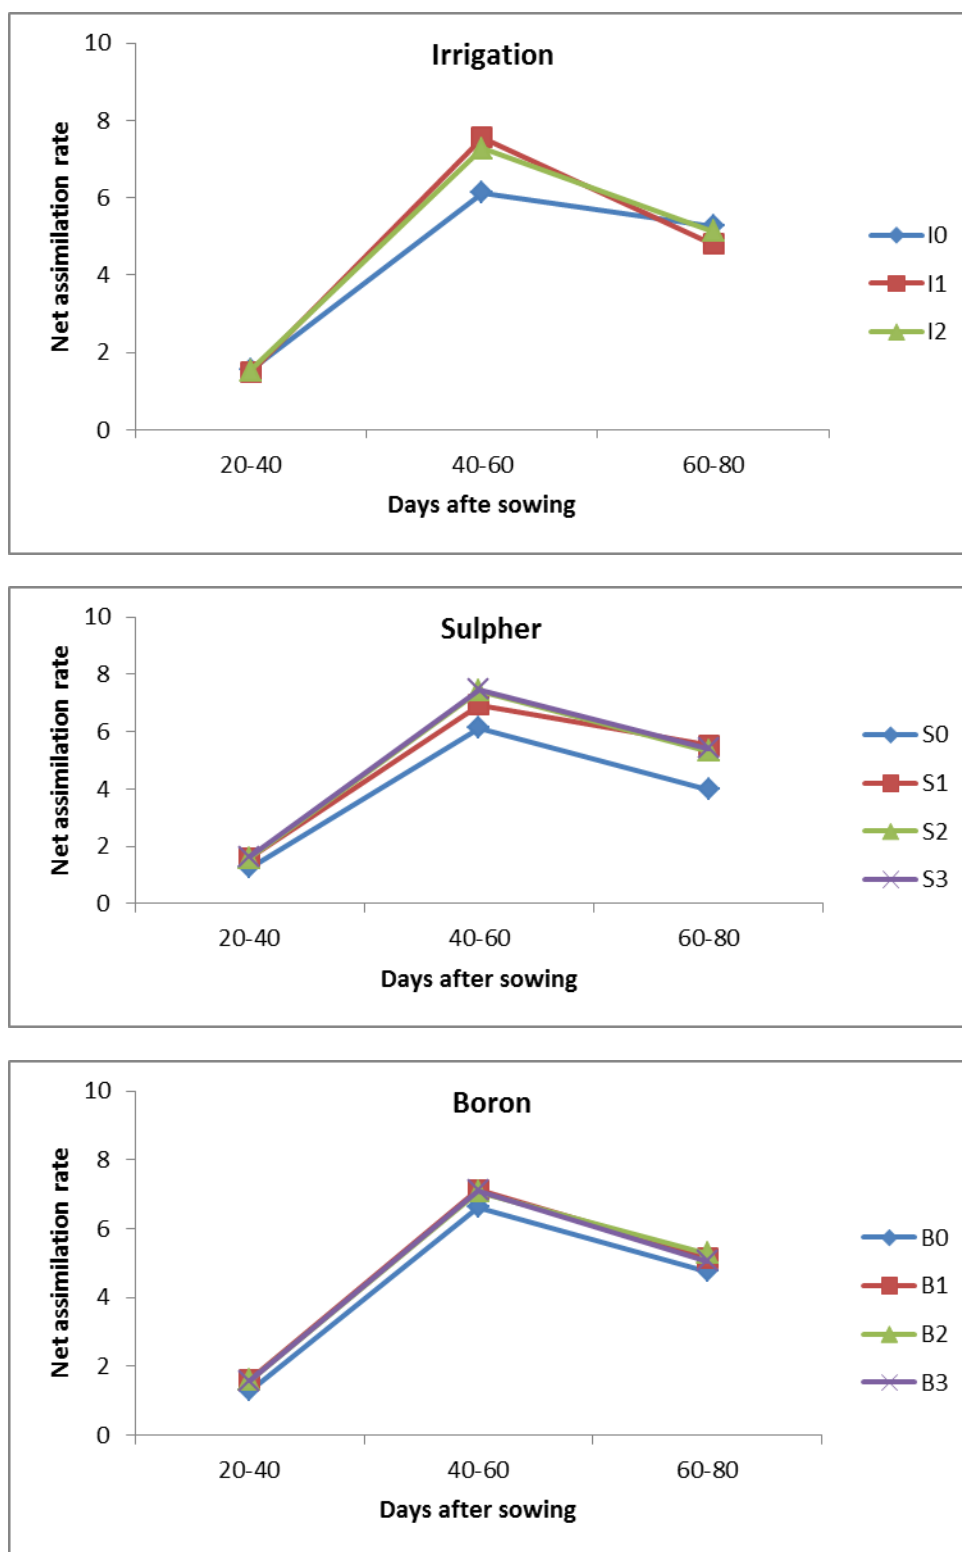 Irrigation
Net assimilation rate
10
8
6
4
2
0
20-40 40-60 60-80
Days afte sowing
I0
I1
I2
Sulpher
Net assimilation rate
10
8
6
4
2
0
20-40 40-60 60-80
Days after sowing
S0
S1
S2
S3
Boron
Net assimilation rate
10
8
6
4
2
0
20-40 40-60 60-80
Days after sowing
B0
B1
B2
B3